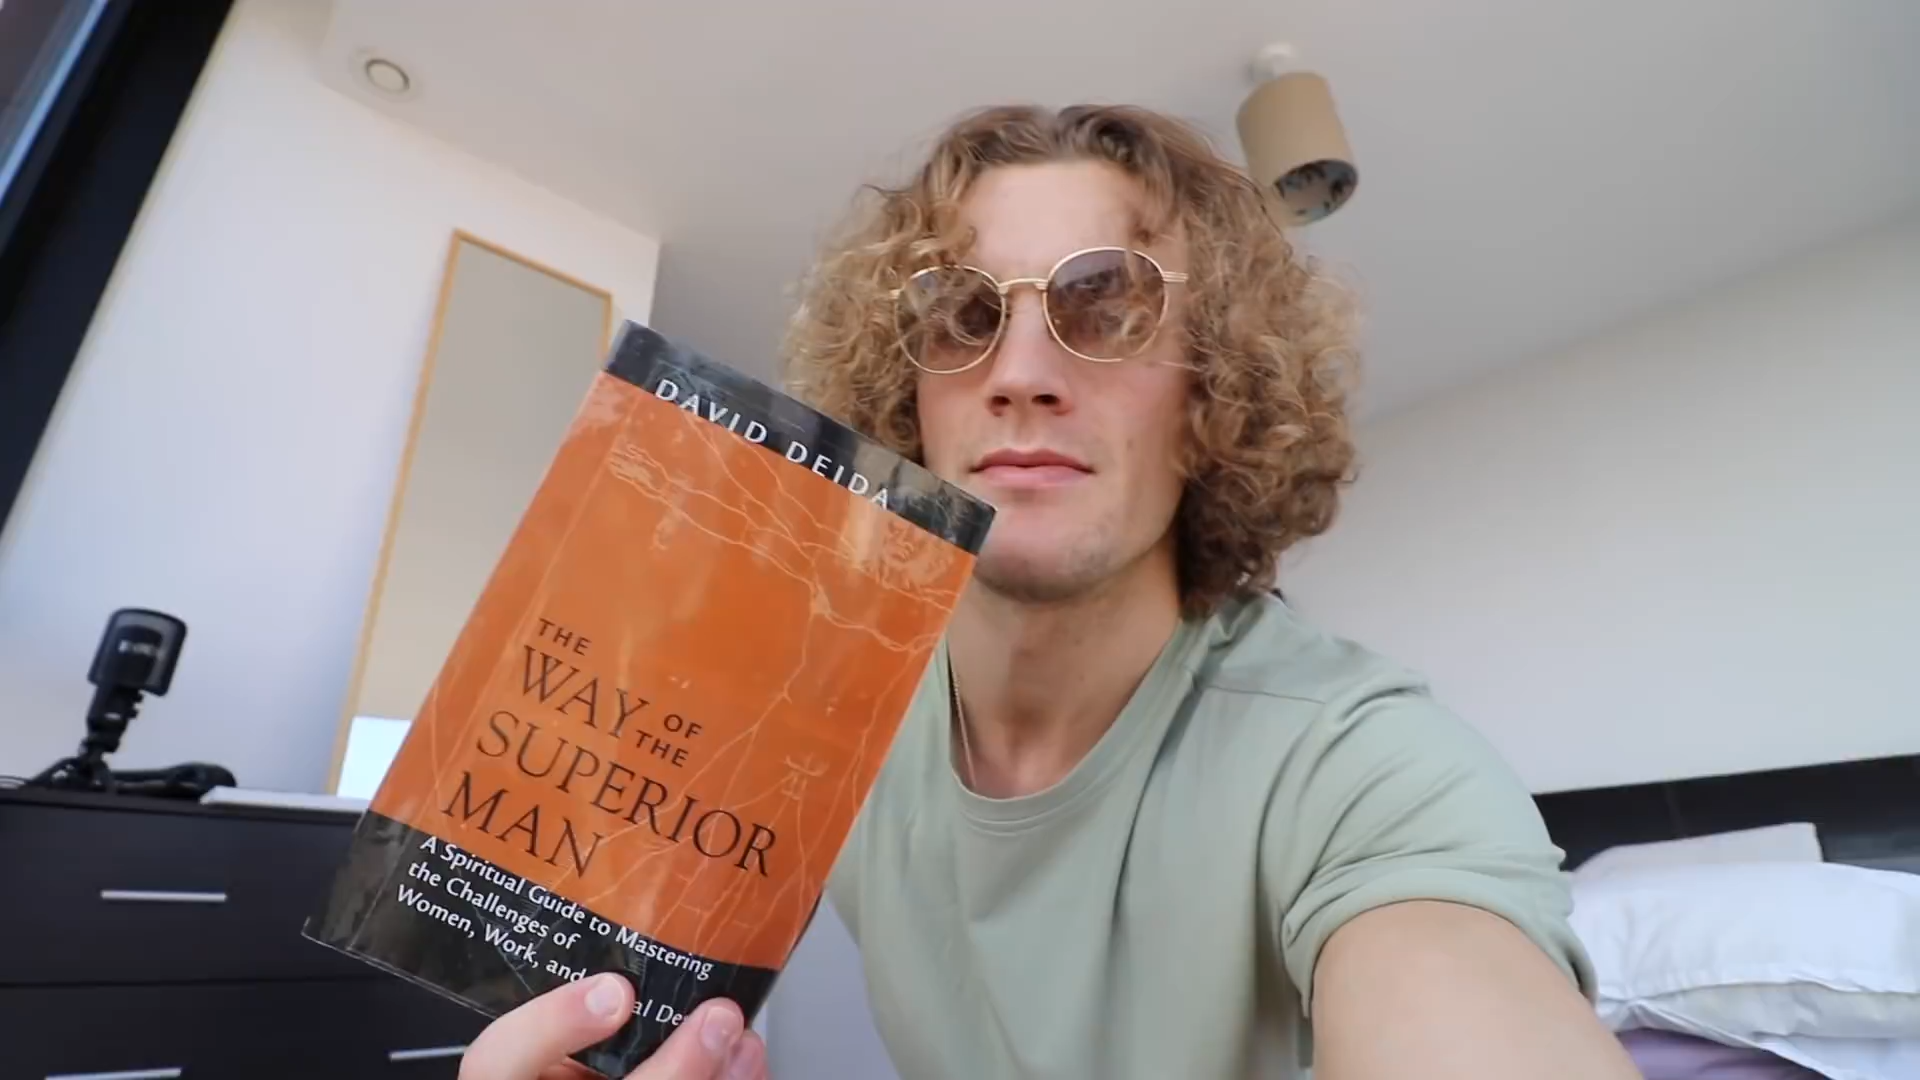 DAVID DEIDA
THE
WAY OF
THE
SUPERIOR
MAN
A Spiritual Guide to Mastering
the Challenges of
Women, Work, and